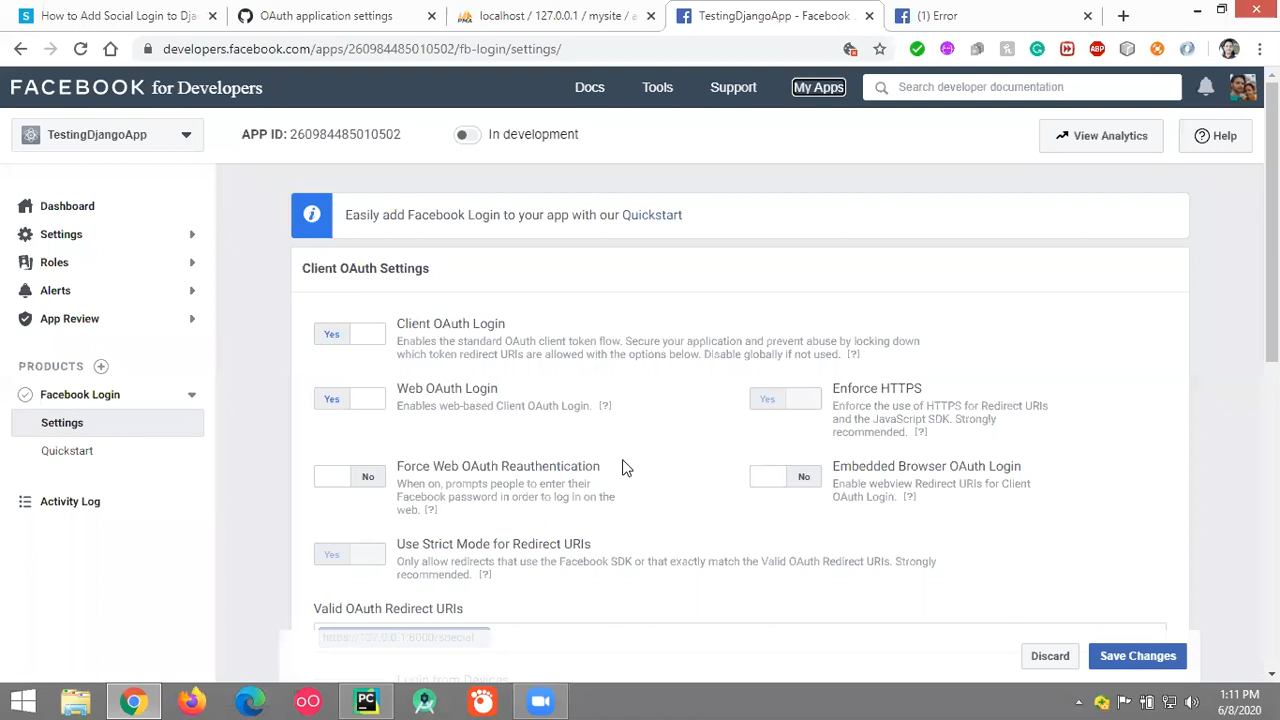 How to Add Social Login to Dj
OAuth application settings
localhost / 127.0.0.1 / mysite / a
TestingDjangoApp - Facebook
(1) Error
developers.facebook.com/apps/260984485010502/fb-login/settings/
FACEBOOK for Developers
Docs
Tools
Support
My Apps
Search developer documentation
TestingDjangoApp
APP ID: 260984485010502
In development
View Analytics
Help
Dashboard
Settings
Roles
Alerts
App Review
PRODUCTS
Facebook Login
Settings
Quickstart
Activity Log
Easily add Facebook Login to your app with our Quickstart
Client OAuth Settings
Yes
Client OAuth Login
Enables the standard OAuth client token flow. Secure your application and prevent abuse by locking down
which token redirect URIs are allowed with the options below. Disable globally if not used. [?]
Yes
Web OAuth Login
Enables web-based Client OAuth Login. [?]
Yes
Enforce HTTPS
Enforce the use of HTTPS for Redirect URIs
and the JavaScript SDK. Strongly
recommended. [?]
No
Force Web OAuth Reauthentication
When on, prompts people to enter their
Facebook password in order to log in on the
web. [?]
No
Embedded Browser OAuth Login
Enable webview Redirect URIs for Client
OAuth Login. [?]
Yes
Use Strict Mode for Redirect URIs
Only allow redirects that use the Facebook SDK or that exactly match the Valid OAuth Redirect URIs. Strongly
recommended. [?]
Valid OAuth Redirect URIs
Discard
Save Changes
Login from Devices
ABP
PC
1:11 PM
6/8/2020